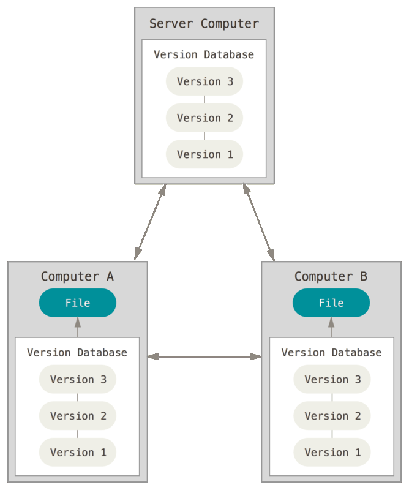 Server Computer
Version Database
Version 3
Version 2
Version 1
Computer A
File
Version Database
Version 3
Version 2
Version 1
Computer B
File
Version Database
Version 3
Version 2
Version 1